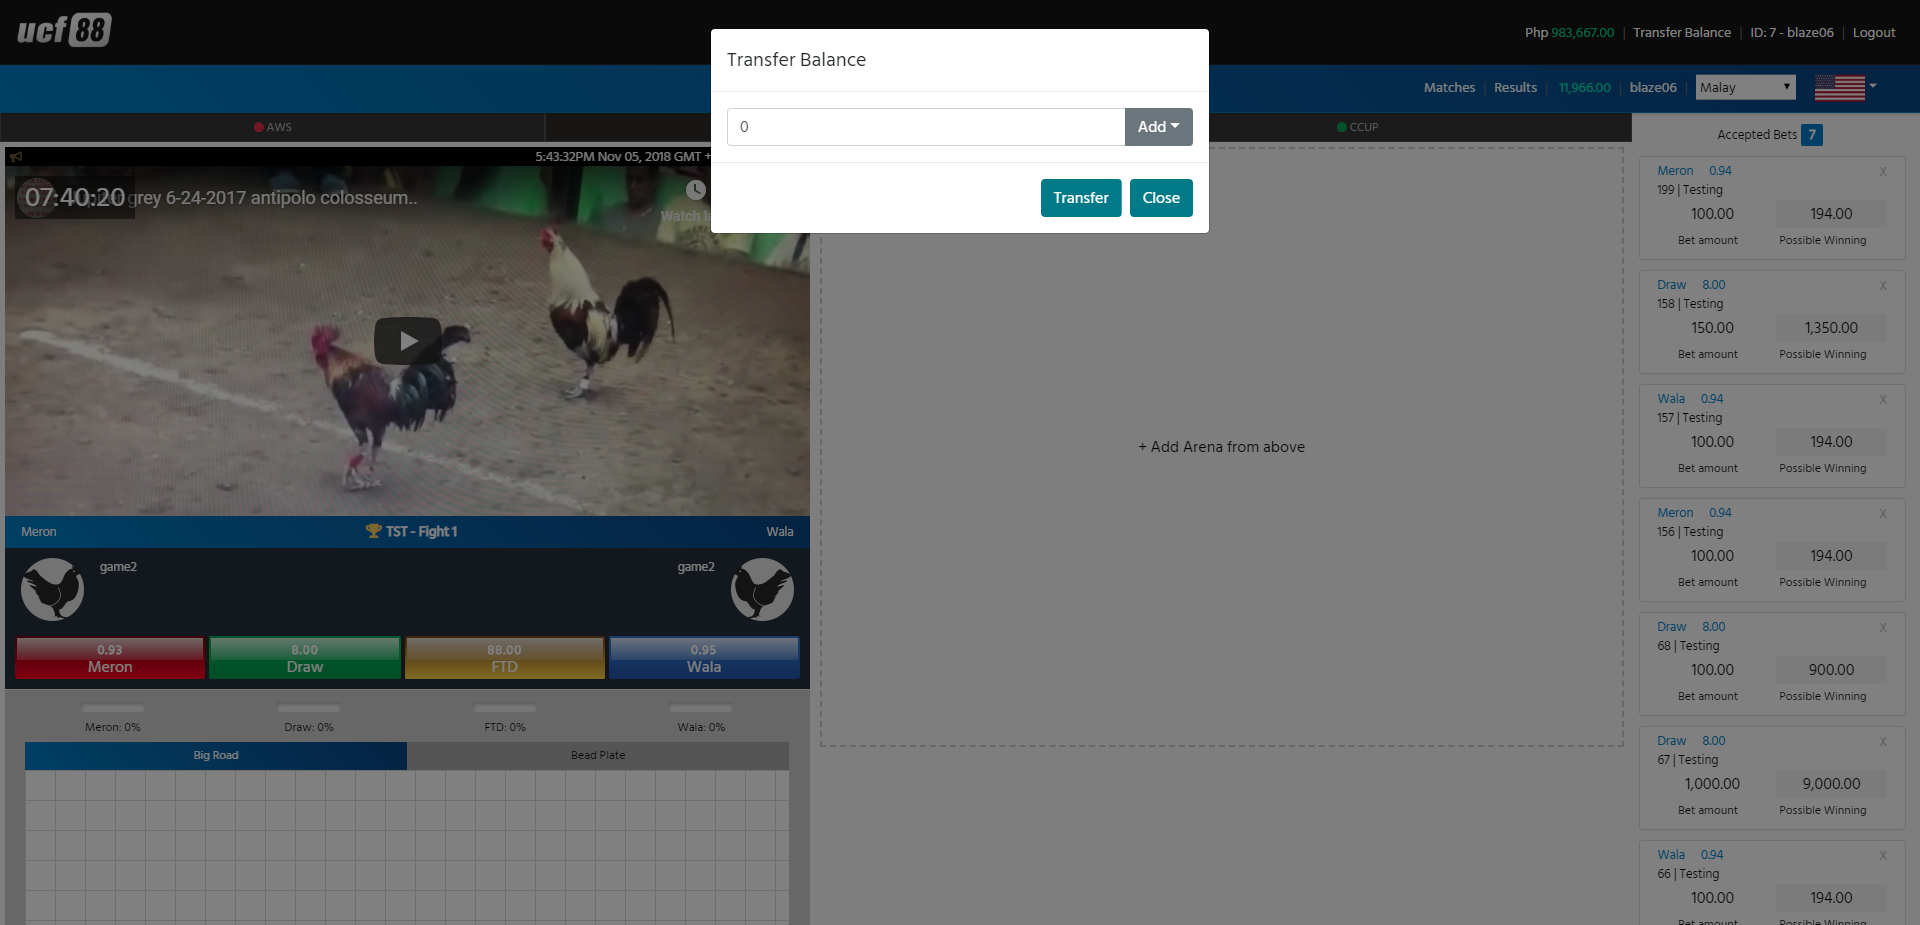 ucf 88
Php 983,667.00 | Transfer Balance | ID: 7 - blaze06 | Logout
Transfer Balance
0
Add
Transfer
Close
Matches | Results | 11,966.00 | blaze06 | Malay
AWS
CCUP
Accepted Bets 7
5:43:32PM Nov 05, 2018 GMT +
07:40:20
grey 6-24-2017 antipolo colosseum..
Watch
+ Add Arena from above
Meron
TST - Fight 1
Wala
game2
game2
0.93
Meron
8.00
Draw
88.00
FTD
0.95
Wala
Meron: 0%
Draw: 0%
FTD: 0%
Wala: 0%
Big Road
Bead Plate
Meron 0.94 X
199 | Testing
100.00 194.00
Bet amount Possible Winning
Draw 8.00 X
158 | Testing
150.00 1,350.00
Bet amount Possible Winning
Wala 0.94 X
157 | Testing
100.00 194.00
Bet amount Possible Winning
Meron 0.94 X
156 | Testing
100.00 194.00
Bet amount Possible Winning
Draw 8.00 X
68 | Testing
100.00 900.00
Bet amount Possible Winning
Draw 8.00 X
67 | Testing
1,000.00 9,000.00
Bet amount Possible Winning
Wala 0.94 X
66 | Testing
100.00 194.00
Bet amount Possible Winning